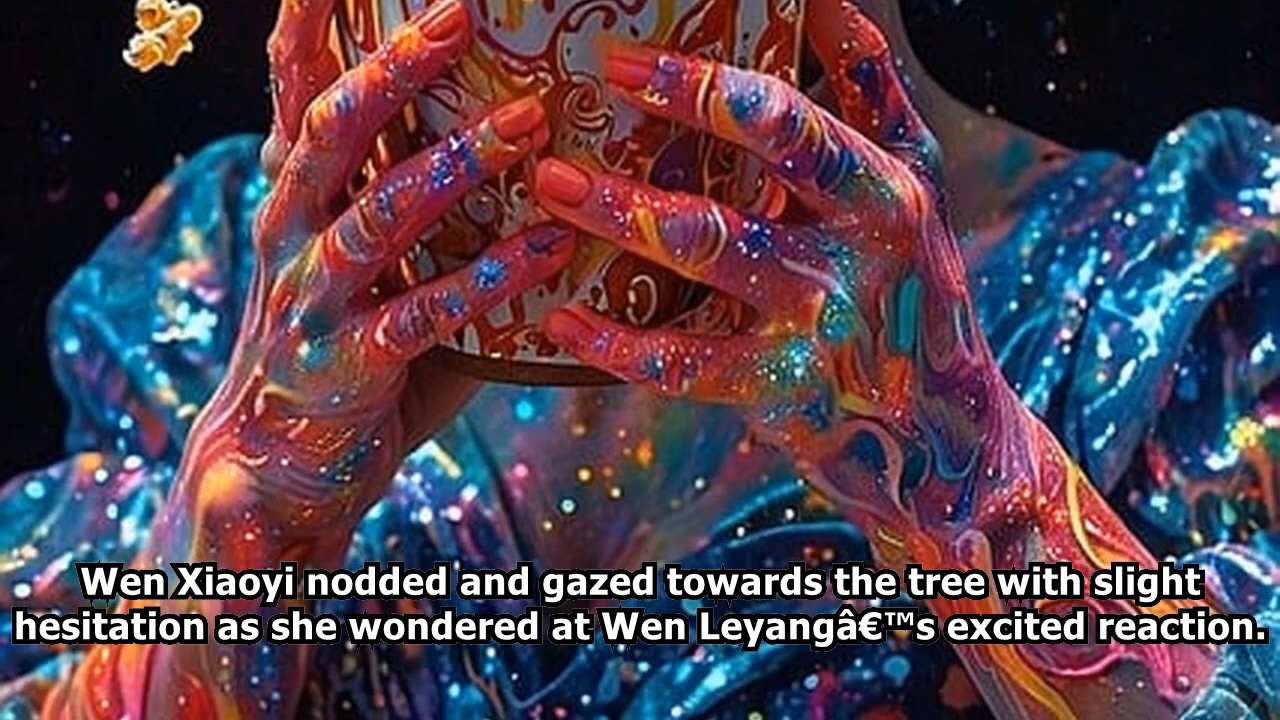 Wen Xiaoyi nodded and gazed towards the tree with slight
hesitation as she wondered at Wen Leyangâ€™s excited reaction.